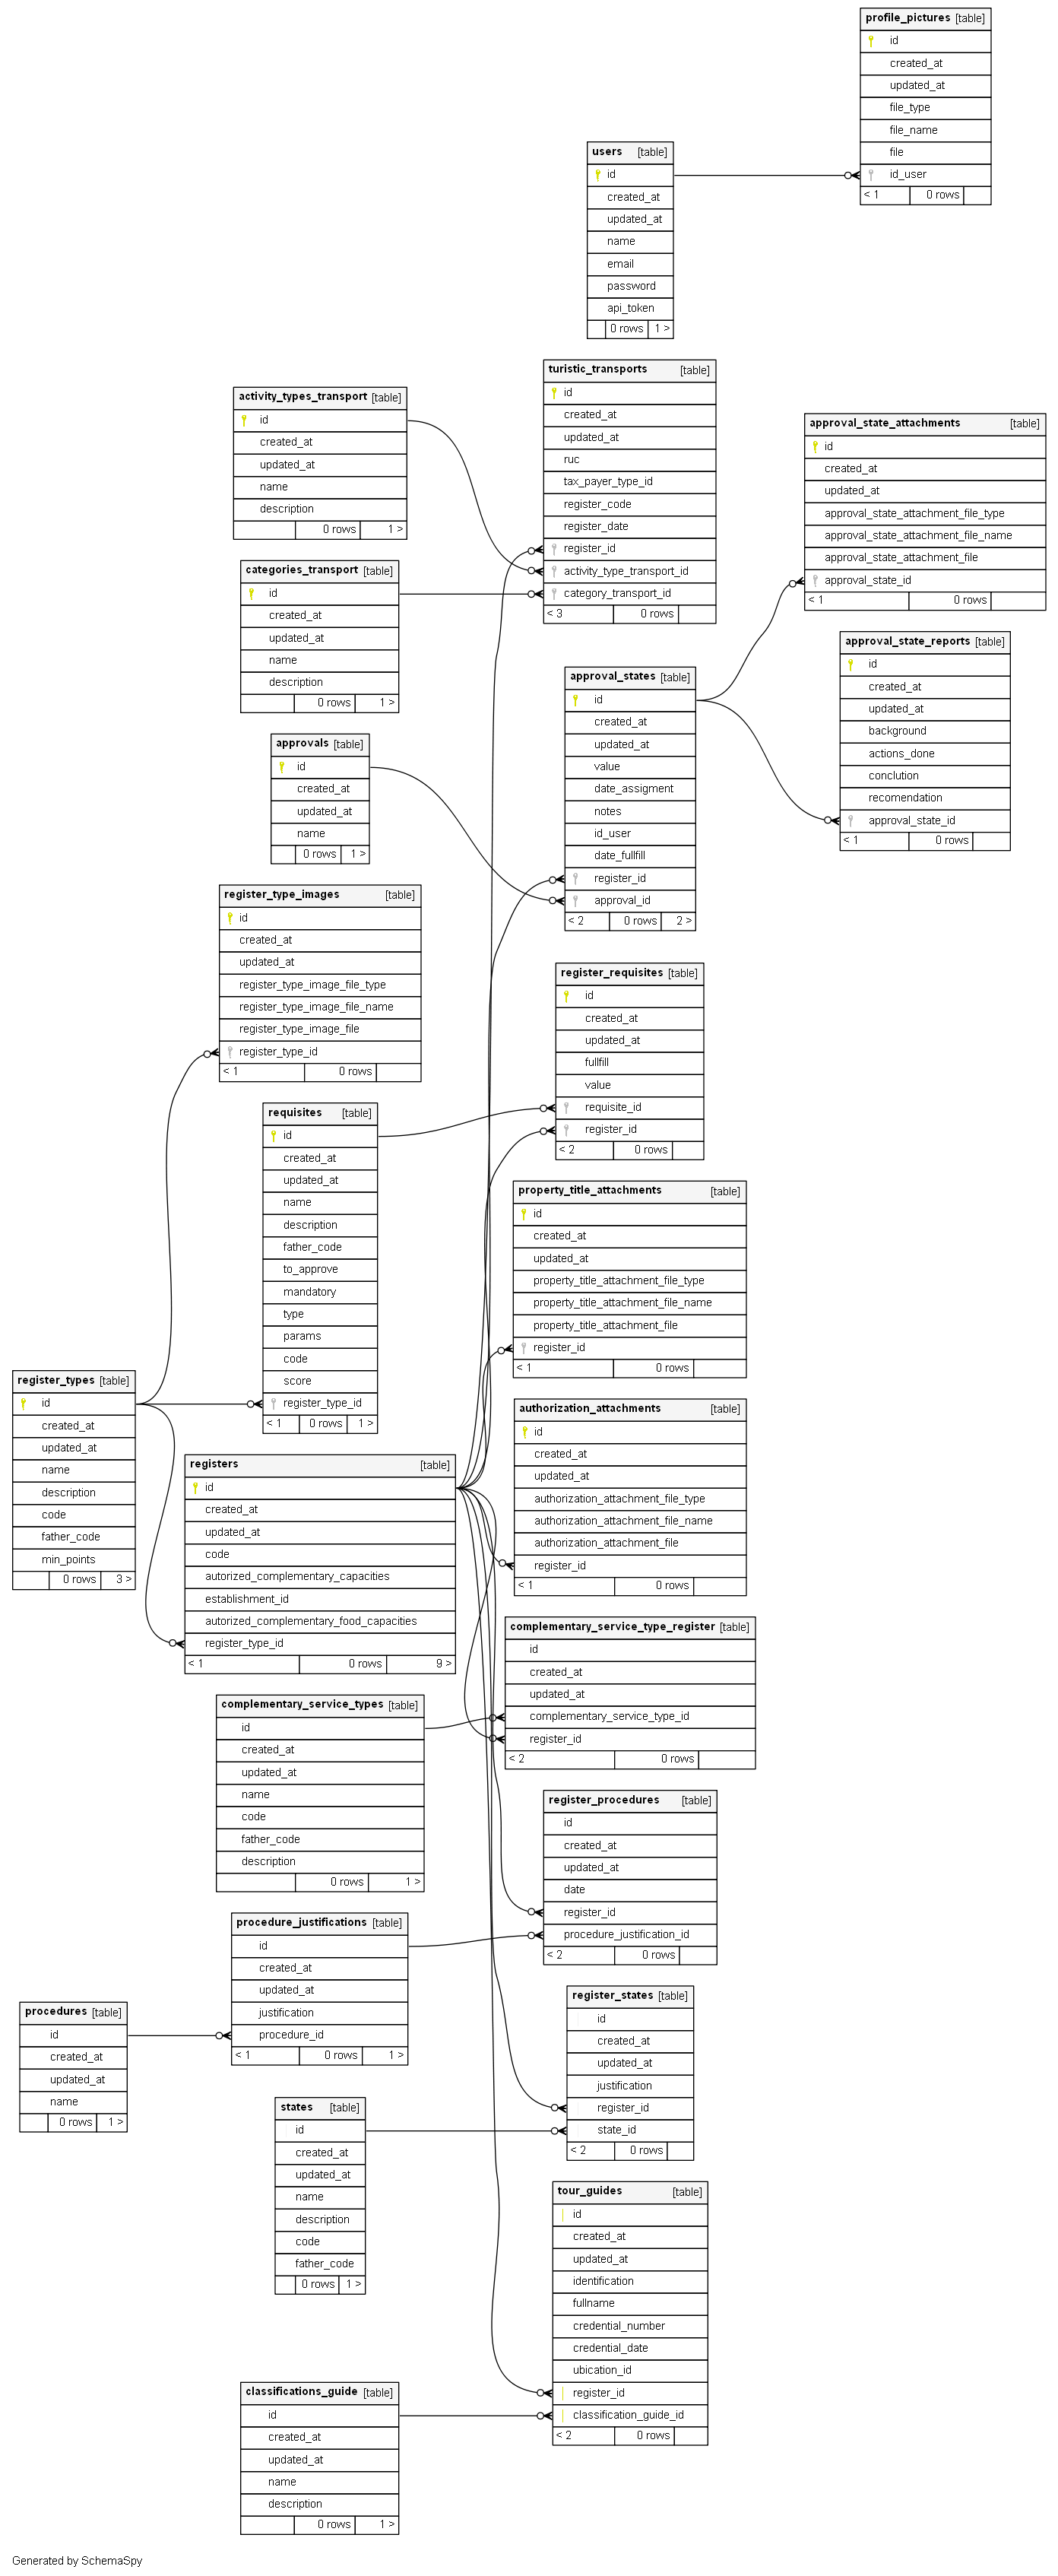 profile_pictures [table]
id
created_at
updated_at
file_type
file_name
file
id_user
< 1 0 rows
users [table]
id
created_at
updated_at
name
email
password
api_token
0 rows 1 >
turistic_transports [table]
id
created_at
updated_at
ruc
tax_payer_type_id
register_code
register_date
register_id
activity_type_transport_id
category_transport_id
< 3 0 rows
activity_types_transport [table]
id
created_at
updated_at
name
description
0 rows 1 >
approval_state_attachments [table]
id
created_at
updated_at
approval_state_attachment_file_type
approval_state_attachment_file_name
approval_state_attachment_file
approval_state_id
< 1 0 rows
categories_transport [table]
id
created_at
updated_at
name
description
0 rows 1 >
approval_state_reports [table]
id
created_at
updated_at
background
actions_done
conclution
recomendation
approval_state_id
< 1 0 rows
approval_states [table]
id
created_at
updated_at
value
date_assigment
notes
id_user
date_fullfill
register_id
approval_id
< 2 0 rows 2 >
approvals [table]
id
created_at
updated_at
name
0 rows 1 >
register_type_images [table]
id
created_at
updated_at
register_type_image_file_type
register_type_image_file_name
register_type_image_file
register_type_id
< 1 0 rows
register_requisites [table]
id
created_at
updated_at
fullfill
value
requisite_id
register_id
< 2 0 rows
requisites [table]
id
created_at
updated_at
name
description
father_code
to_approve
mandatory
type
params
code
score
register_type_id
< 1 0 rows 1 >
property_title_attachments [table]
id
created_at
updated_at
property_title_attachment_file_type
property_title_attachment_file_name
property_title_attachment_file
register_id
< 1 0 rows
register_types [table]
id
created_at
updated_at
name
description
code
father_code
min_points
0 rows 3 >
authorization_attachments [table]
id
created_at
updated_at
authorization_attachment_file_type
authorization_attachment_file_name
authorization_attachment_file
register_id
< 1 0 rows
registers [table]
id
created_at
updated_at
code
autorized_complementary_capacities
establishment_id
autorized_complementary_food_capacities
register_type_id
< 1 0 rows 9 >
complementary_service_type_register [table]
id
created_at
updated_at
complementary_service_type_id
register_id
< 2 0 rows
complementary_service_types [table]
id
created_at
updated_at
name
code
father_code
description
0 rows 1 >
register_procedures [table]
id
created_at
updated_at
date
register_id
procedure_justification_id
< 2 0 rows
procedure_justifications [table]
id
created_at
updated_at
justification
procedure_id
< 1 0 rows 1 >
register_states [table]
id
created_at
updated_at
justification
register_id
state_id
< 2 0 rows
procedures [table]
id
created_at
updated_at
name
0 rows 1 >
states [table]
id
created_at
updated_at
name
description
code
father_code
0 rows 1 >
tour_guides [table]
id
created_at
updated_at
identification
fullname
credential_number
credential_date
ubication_id
register_id
classification_guide_id
< 2 0 rows
classifications_guide [table]
id
created_at
updated_at
name
description
0 rows 1 >
Generated by SchemaSpy